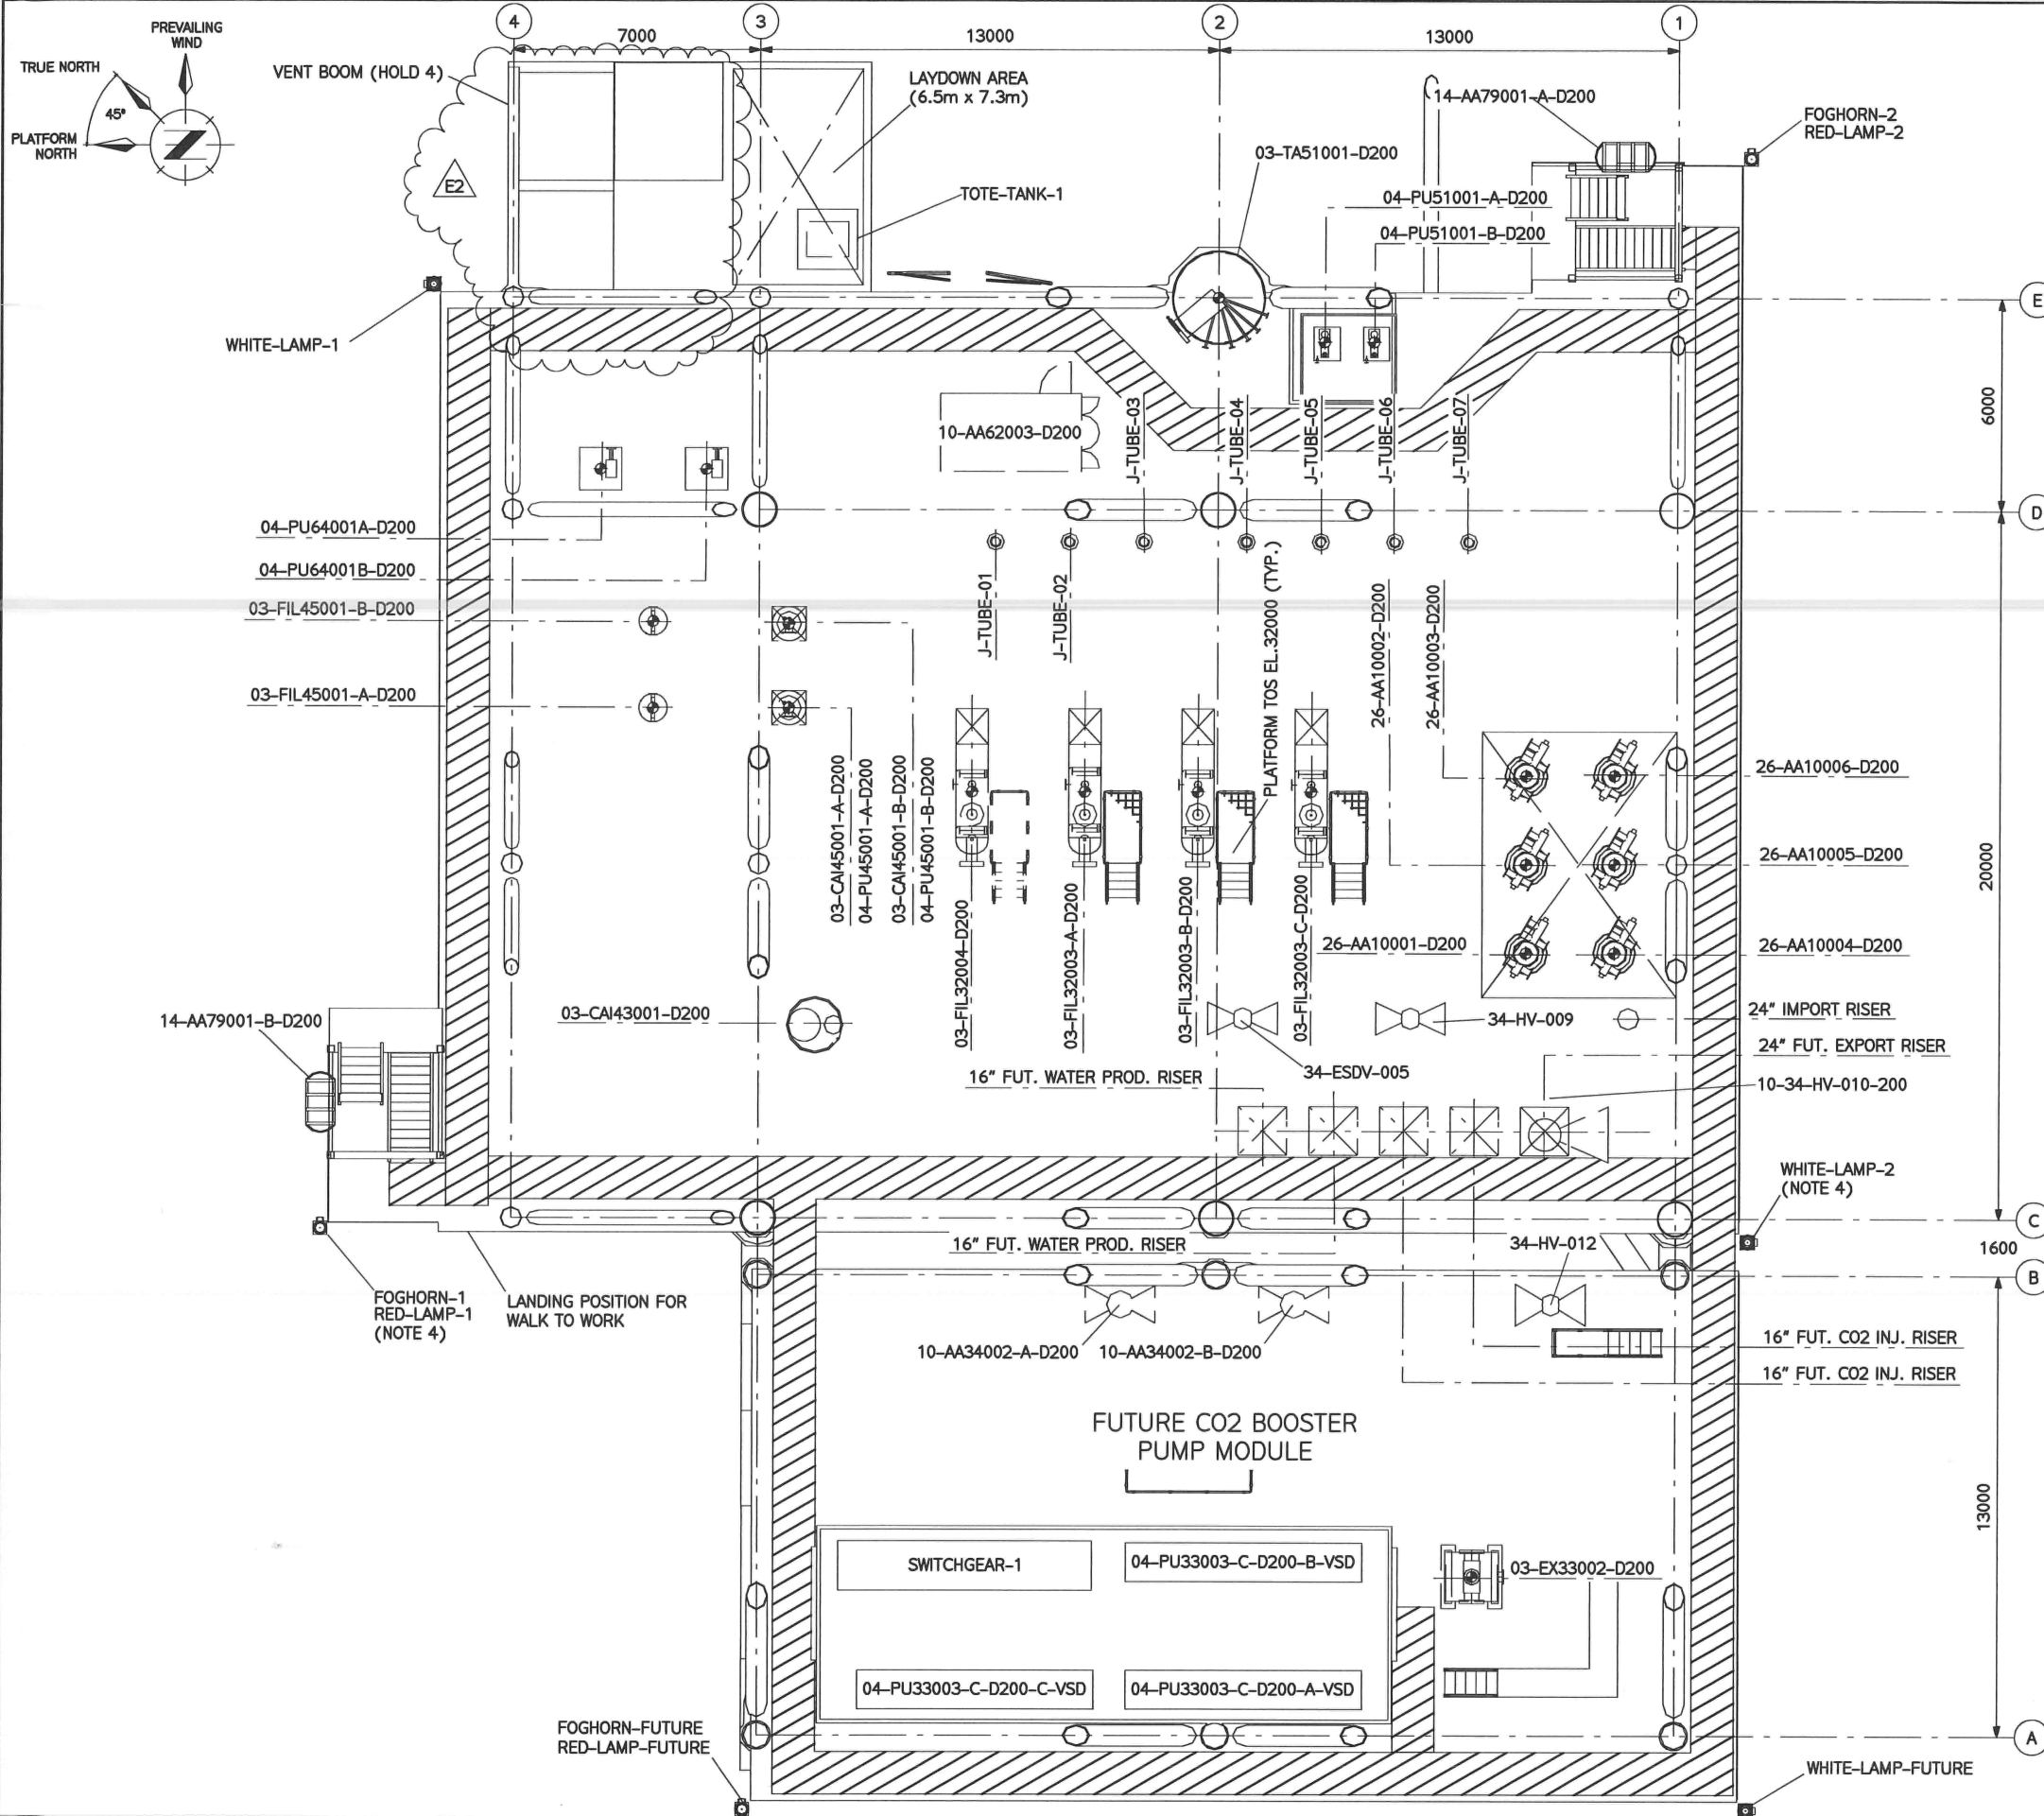 4
3
2
1
PREVAILING
WIND
TRUE NORTH
45°
PLATFORM
NORTH
7000
13000
13000
VENT BOOM (HOLD 4)
LAYDOWN AREA
(6.5m x 7.3m)
14-AA79001-A-D200
FOGHORN-2
RED-LAMP-2
E2
03-TA51001-D200
TOTE-TANK-1
04-PU51001-A-D200
04-PU51001-B-D200
E
WHITE-LAMP-1
6000
10-AA62003-D200
J-TUBE-03
J-TUBE-04
J-TUBE-05
J-TUBE-06
J-TUBE-07
D
04-PU64001A-D200
04-PU64001B-D200
03-FIL45001-B-D200
03-FIL45001-A-D200
J-TUBE-01
J-TUBE-02
PLATFORM TOS EL.32000 (TYP.)
26-AA10002-D200
26-AA10003-D200
03-CAI45001-A-D200
04-PU45001-A-D200
03-CAI45001-B-D200
04-PU45001-B-D200
26-AA10006-D200
26-AA10005-D200
20000
03-FIL32004-D200
03-FIL32003-A-D200
03-FIL32003-B-D200
03-FIL32003-C-D200
26-AA10001-D200
26-AA10004-D200
14-AA79001-B-D200
03-CAI43001-D200
34-HV-009
24" IMPORT RISER
24" FUT. EXPORT RISER
34-ESDV-005
16" FUT. WATER PROD. RISER
10-34-HV-010-200
WHITE-LAMP-2
(NOTE 4)
C
16" FUT. WATER PROD. RISER
34-HV-012
1600
B
FOGHORN-1
RED-LAMP-1
(NOTE 4)
LANDING POSITION FOR
WALK TO WORK
10-AA34002-A-D200
10-AA34002-B-D200
16" FUT. CO2 INJ. RISER
16" FUT. CO2 INJ. RISER
FUTURE CO2 BOOSTER
PUMP MODULE
13000
SWITCHGEAR-1
04-PU33003-C-D200-B-VSD
03-EX33002-D200
04-PU33003-C-D200-C-VSD
04-PU33003-C-D200-A-VSD
FOGHORN-FUTURE
RED-LAMP-FUTURE
A
WHITE-LAMP-FUTURE